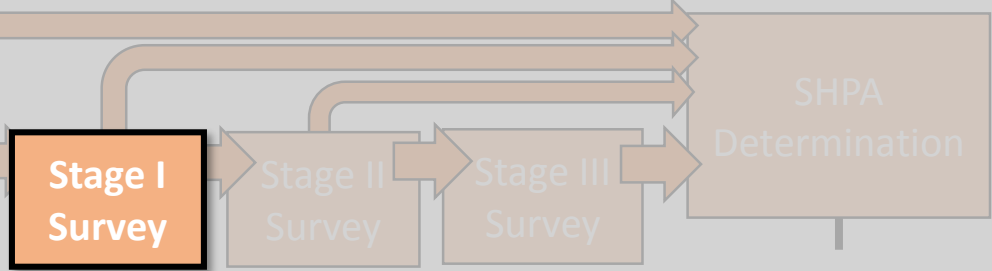 Stage I
Survey
Stage II
Survey
Stage III
Survey
SHPA
Determination